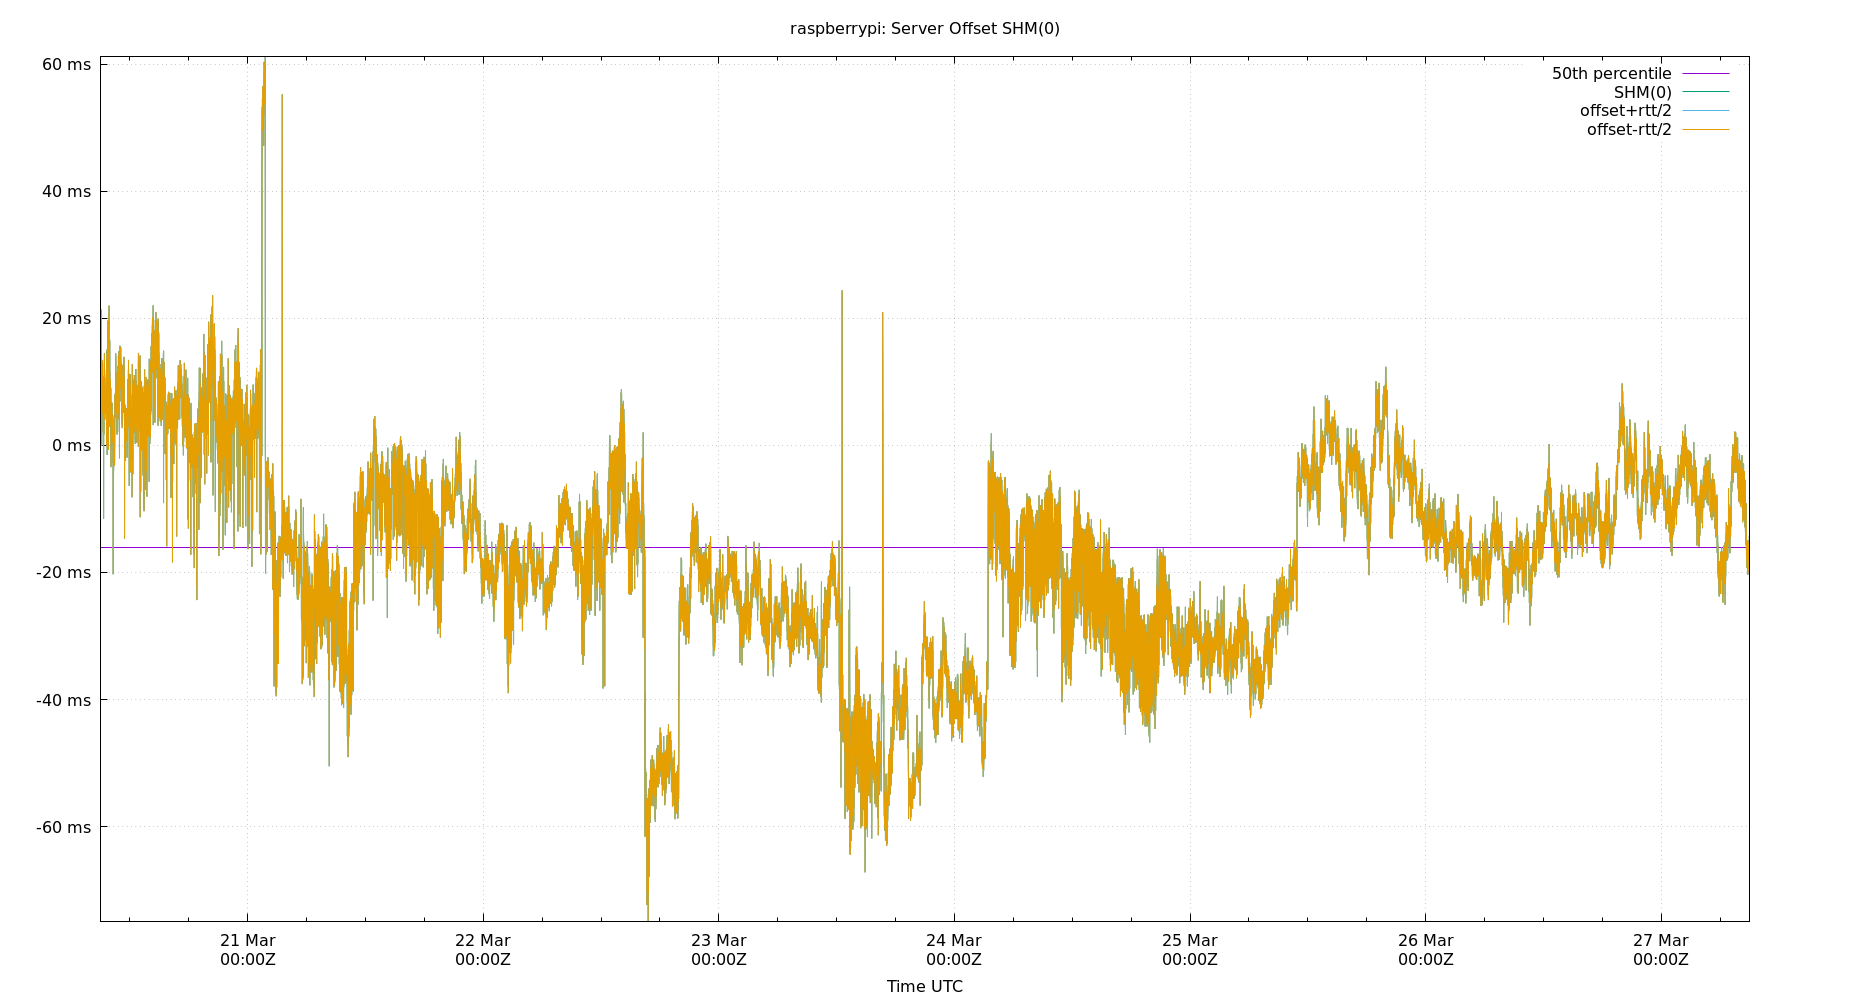 raspberrypi: Server Offset SHM(0)
60 ms
40 ms
20 ms
0 ms
-20 ms
-40 ms
-60 ms
50th percentile
SHM(0)
offset+rtt/2
offset-rtt/2
21 Mar 22 Mar 23 Mar 24 Mar 25 Mar 26 Mar 27 Mar
00:00Z 00:00Z 00:00Z 00:00Z 00:00Z 00:00Z 00:00Z
Time UTC